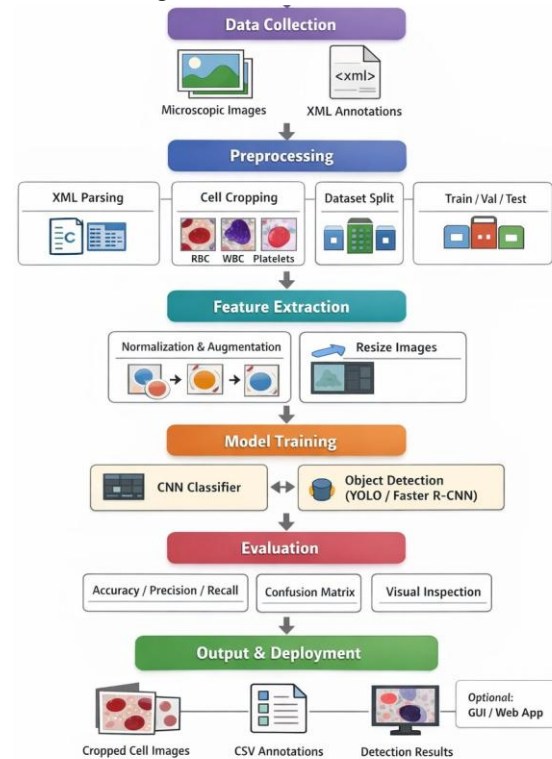 Data Collection
<xml>
Microscopic Images
XML Annotations
Preprocessing
XML Parsing
Cell Cropping
Dataset Split
Train / Val / Test
C
RBC
WBC
Platelets
Feature Extraction
Normalization & Augmentation
Resize Images
Model Training
CNN Classifier
Object Detection
(YOLO / Faster R-CNN)
Evaluation
Accuracy / Precision / Recall
Confusion Matrix
Visual Inspection
Output & Deployment
Optional:
GUI / Web App
Cropped Cell Images
CSV Annotations
Detection Results